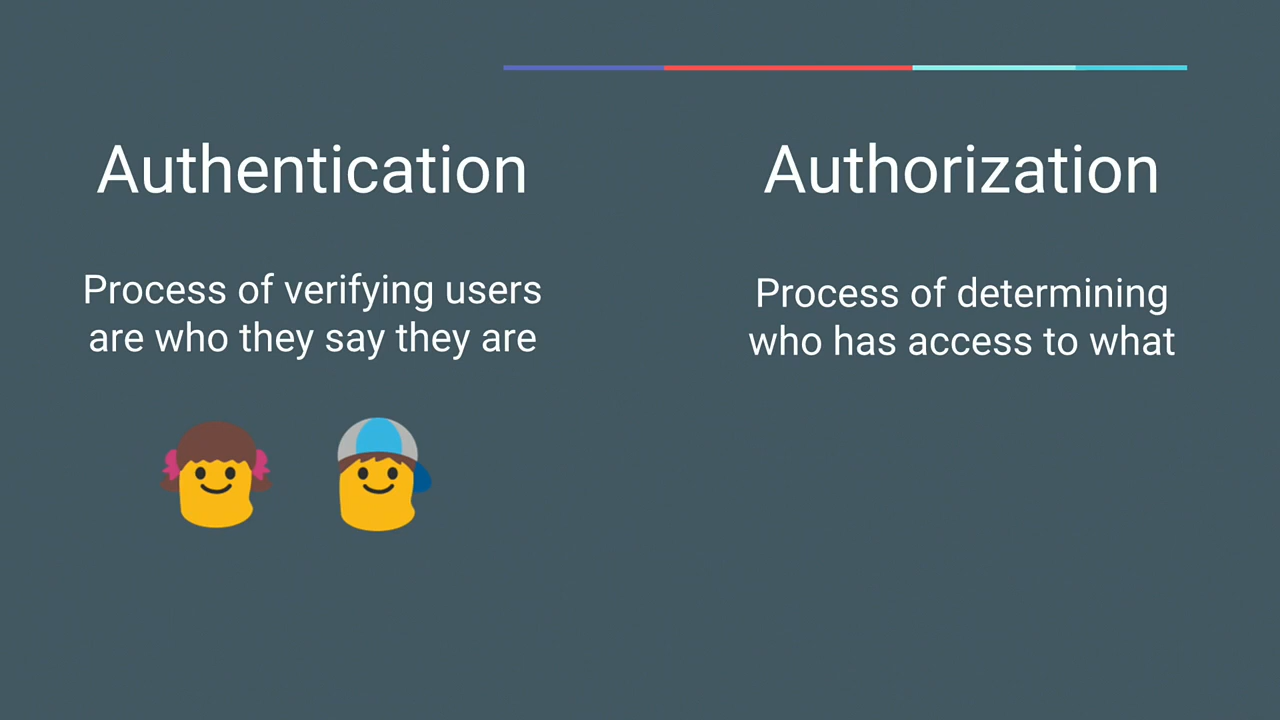 Authentication
Process of verifying users
are who they say they are
Authorization
Process of determining
who has access to what